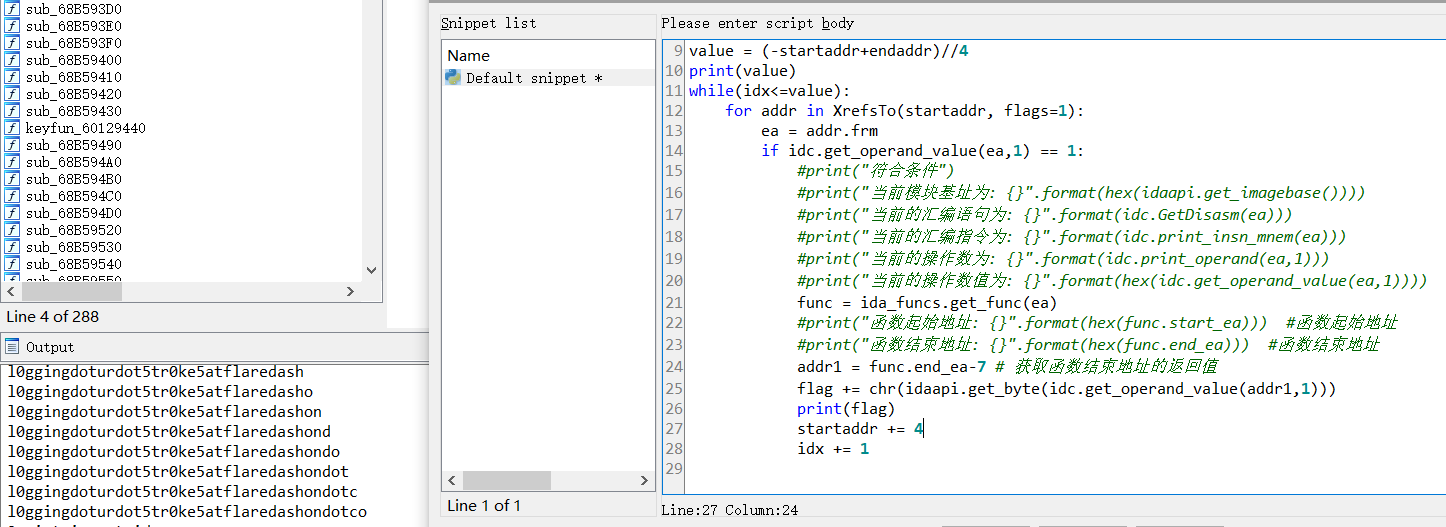 sub_68B593D0
sub_68B593E0
sub_68B593F0
sub_68B59400
sub_68B59410
sub_68B59420
sub_68B59430
keyfun_60129440
sub_68B59490
sub_68B594A0
sub_68B594B0
sub_68B594C0
sub_68B594D0
sub_68B59520
sub_68B59530
sub_68B59540
Line 4 of 288
Output
l0ggingdoturdot5tr0ke5atflaredash
l0ggingdoturdot5tr0ke5atflaredasho
l0ggingdoturdot5tr0ke5atflaredashon
l0ggingdoturdot5tr0ke5atflaredashond
l0ggingdoturdot5tr0ke5atflaredashondo
l0ggingdoturdot5tr0ke5atflaredashondot
l0ggingdoturdot5tr0ke5atflaredashondotc
l0ggingdoturdot5tr0ke5atflaredashondotco
Snippet list
Name
Default snippet *
Line 1 of 1
Please enter script body
9 value = (-startaddr+endaddr)//4
10 print(value)
11 while(idx<=value):
12     for addr in XrefsTo(startaddr, flags=1):
13         ea = addr.frm
14         if idc.get_operand_value(ea,1) == 1:
15             #print("符合条件")
16             #print("当前模块基址为: {}".format(hex(idaapi.get_imagebase())))
17             #print("当前的汇编语句为: {}".format(idc.GetDisasm(ea)))
18             #print("当前的汇编指令为: {}".format(idc.print_insn_mnem(ea)))
19             #print("当前的操作数为: {}".format(idc.print_operand(ea,1)))
20             #print("当前的操作数值为: {}".format(hex(idc.get_operand_value(ea,1))))
21             func = ida_funcs.get_func(ea)
22             #print("函数起始地址: {}".format(hex(func.start_ea)))  #函数起始地址
23             #print("函数结束地址: {}".format(hex(func.end_ea)))  #函数结束地址
24             addr1 = func.end_ea-7 # 获取函数结束地址的返回值
25             flag += chr(idaapi.get_byte(idc.get_operand_value(addr1,1)))
26             print(flag)
27             startaddr += 4
28             idx += 1
29
Line:27 Column:24